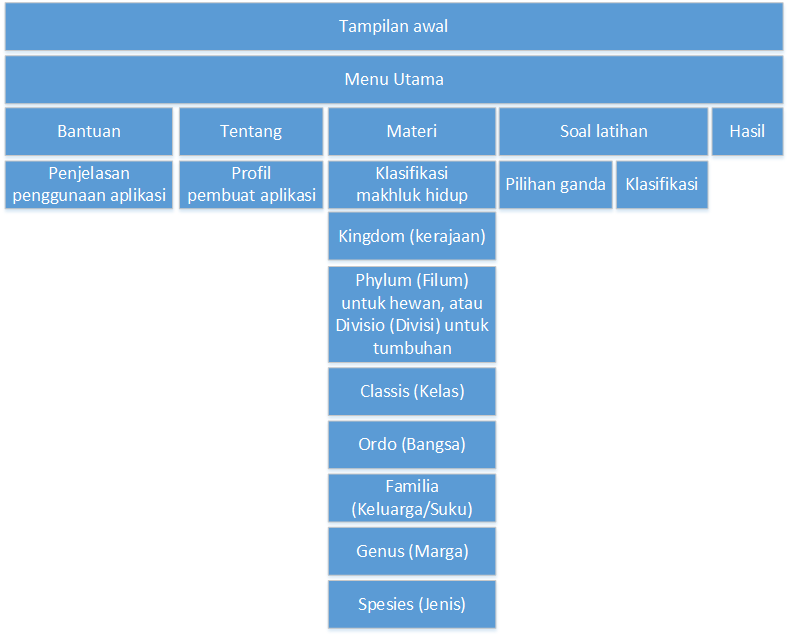 Tampilan awal
Menu Utama
Bantuan
Tentang
Materi
Soal latihan
Hasil
Penjelasan
penggunaan aplikasi
Profil
pembuat aplikasi
Klasifikasi
makhluk hidup
Pilihan ganda
Klasifikasi
Kingdom (kerajaan)
Phylum (Filum)
untuk hewan, atau
Divisio (Divisi) untuk
tumbuhan
Classis (Kelas)
Ordo (Bangsa)
Familia
(Keluarga/Suku)
Genus (Marga)
Spesies (Jenis)